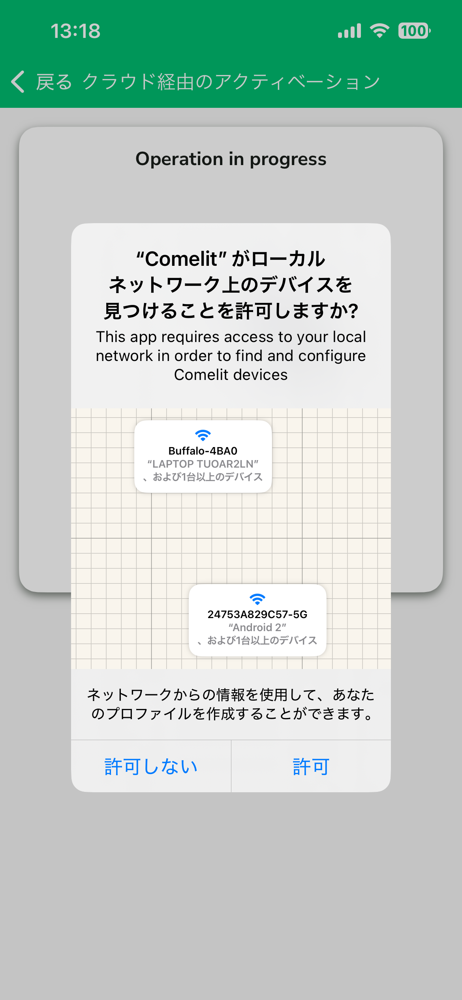 13:18
100
戻る クラウド経由のアクティベーション
Operation in progress
“Comelit” がローカル
ネットワーク上のデバイスを
見つけることを許可しますか?
This app requires access to your local
network in order to find and configure
Comelit devices
Buffalo-4BA0
“LAPTOP TUOAR2LN”
、および1台以上のデバイス
24753A829C57-5G
“Android 2”
、および1台以上のデバイス
ネットワークからの情報を使用して、あなた
のプロファイルを作成することができます。
許可しない
許可